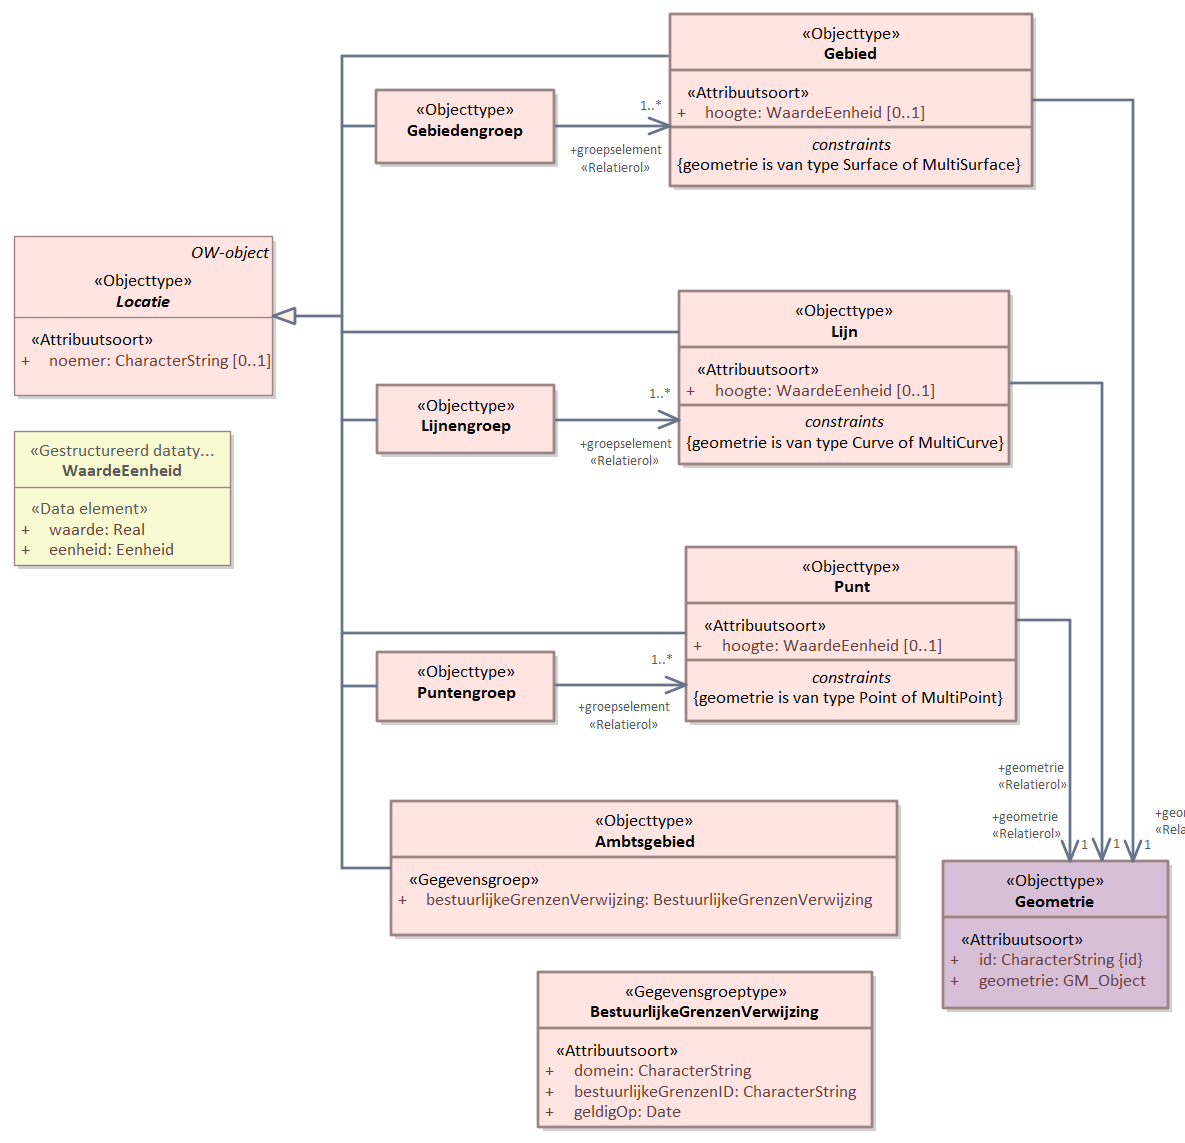 «Objecttype»
Gebied
«Attribuutsoort»
+ hoogte: WaardeEenheid [0..1]
constraints
{geometrie is van type Surface of MultiSurface}
«Objecttype»
Gebiedengroep
1..*
+groepselement
«Relatierol»
OW-object
«Objecttype»
Locatie
«Attribuutsoort»
+ noemer: CharacterString [0..1]
«Objecttype»
Lijn
«Attribuutsoort»
+ hoogte: WaardeEenheid [0..1]
constraints
{geometrie is van type Curve of MultiCurve}
«Objecttype»
Lijnengroep
1..*
+groepselement
«Relatierol»
«Gestructureerd dataty...
WaardeEenheid
«Data element»
+ waarde: Real
+ eenheid: Eenheid
«Objecttype»
Punt
«Attribuutsoort»
+ hoogte: WaardeEenheid [0..1]
constraints
{geometrie is van type Point of MultiPoint}
«Objecttype»
Puntengroep
1..*
+groepselement
«Relatierol»
+geometrie
«Relatierol»
+geometrie
«Relatierol»
+geo
«Rela
1
1
1
«Objecttype»
Ambtsgebied
«Gegevensgroep»
+ bestuurlijkeGrenzenVerwijzing: BestuurlijkeGrenzenVerwijzing
«Objecttype»
Geometrie
«Attribuutsoort»
+ id: CharacterString {id}
+ geometrie: GM_Object
«Gegevensgroeptype»
BestuurlijkeGrenzenVerwijzing
«Attribuutsoort»
+ domein: CharacterString
+ bestuurlijkeGrenzenID: CharacterString
+ geldigOp: Date